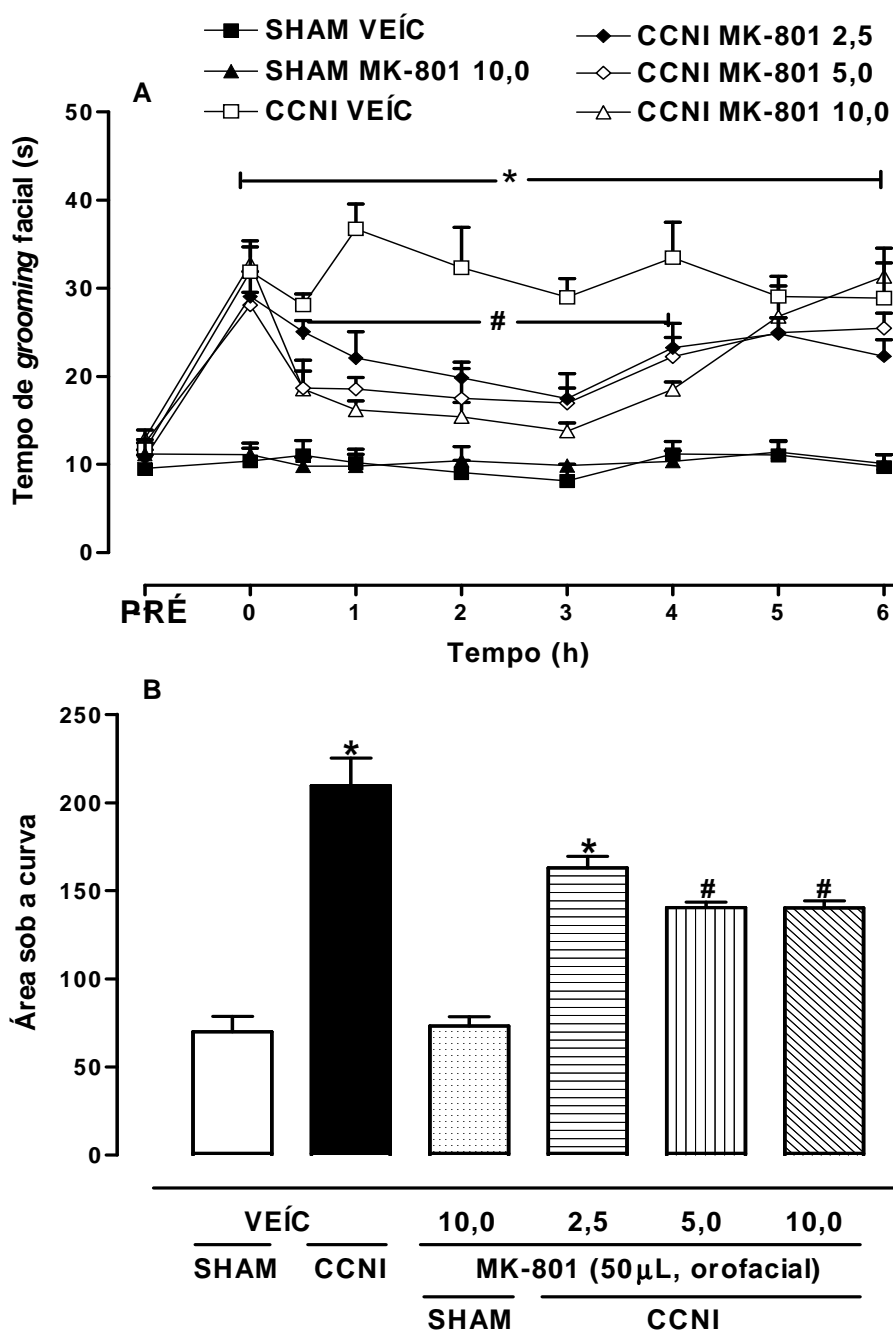 SHAM VEÍC
SHAM MK-801 10,0
CCNI VEÍC
CCNI MK-801 2,5
CCNI MK-801 5,0
CCNI MK-801 10,0
A
Tempo de grooming facial (s)
50
40
30
20
10
0
*
#
PRÉ
-1
0
1
2
3
4
5
6
Tempo (h)
B
Área sob a curva
250
200
150
100
50
0
*
*
#
#
VEÍC
10,0
2,5
5,0
10,0
SHAM
CCNI
MK-801 (50µL, orofacial)
SHAM
CCNI